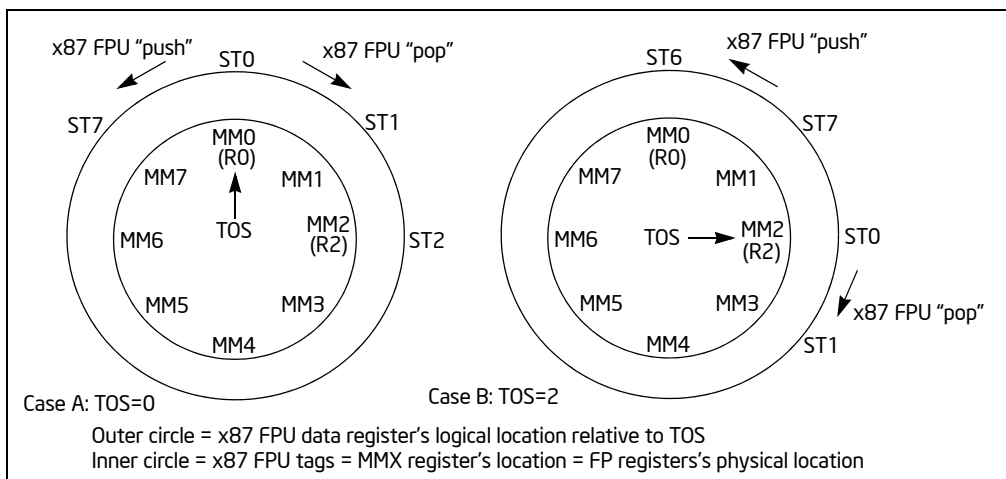 x87 FPU “push”
x87 FPU “pop”
ST0
ST7
ST1
ST2
MM0
(R0)
MM7
MM1
MM6
TOS
MM2
(R2)
MM5
MM3
MM4
Case A: TOS=0
x87 FPU “push”
ST6
ST7
ST0
MM0
(R0)
MM7
MM1
MM6
TOS
MM2
(R2)
MM5
MM3
MM4
x87 FPU “pop”
ST1
Case B: TOS=2
Outer circle = x87 FPU data register’s logical location relative to TOS
Inner circle = x87 FPU tags = MMX register’s location = FP registers’s physical location